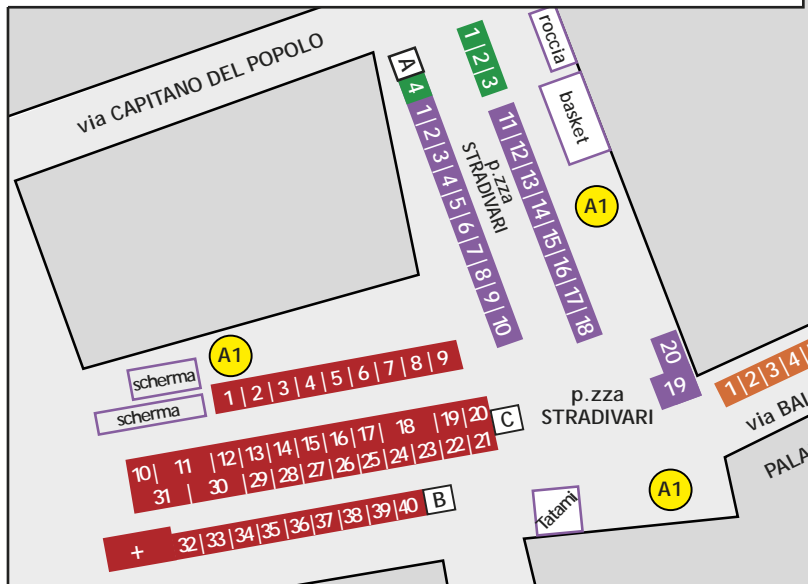 via CAPITANO DEL POPOLO
A
4
1|2|3|4|5|6|7|8|9|10
1|2|3
roccia
basket
11|12|13|14|15|16|17|18
p.zza
STRADIVARI
A1
A1
scherma
scherma
1|2|3|4|5|6|7|8|9
20
19
1|2|3|4
via BAL
PALA
p.zza
STRADIVARI
C
10| 11 |12|13|14|15|16|17| 18 |19|20
31 | 30 |29|28|27|26|25|24|23|22|21
B
+ 32|33|34|35|36|37|38|39|40
Tatami
A1